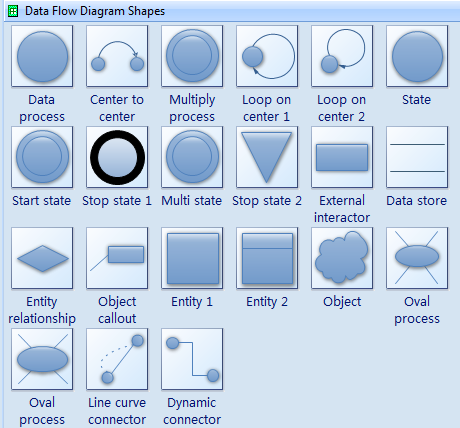 Data Flow Diagram Shapes
Data process
Center to center
Multiply process
Loop on center 1
Loop on center 2
State
Start state
Stop state 1
Multi state
Stop state 2
External interactor
Data store
Entity relationship
Object callout
Entity 1
Entity 2
Object
Oval process
Oval process
Line curve connector
Dynamic connector